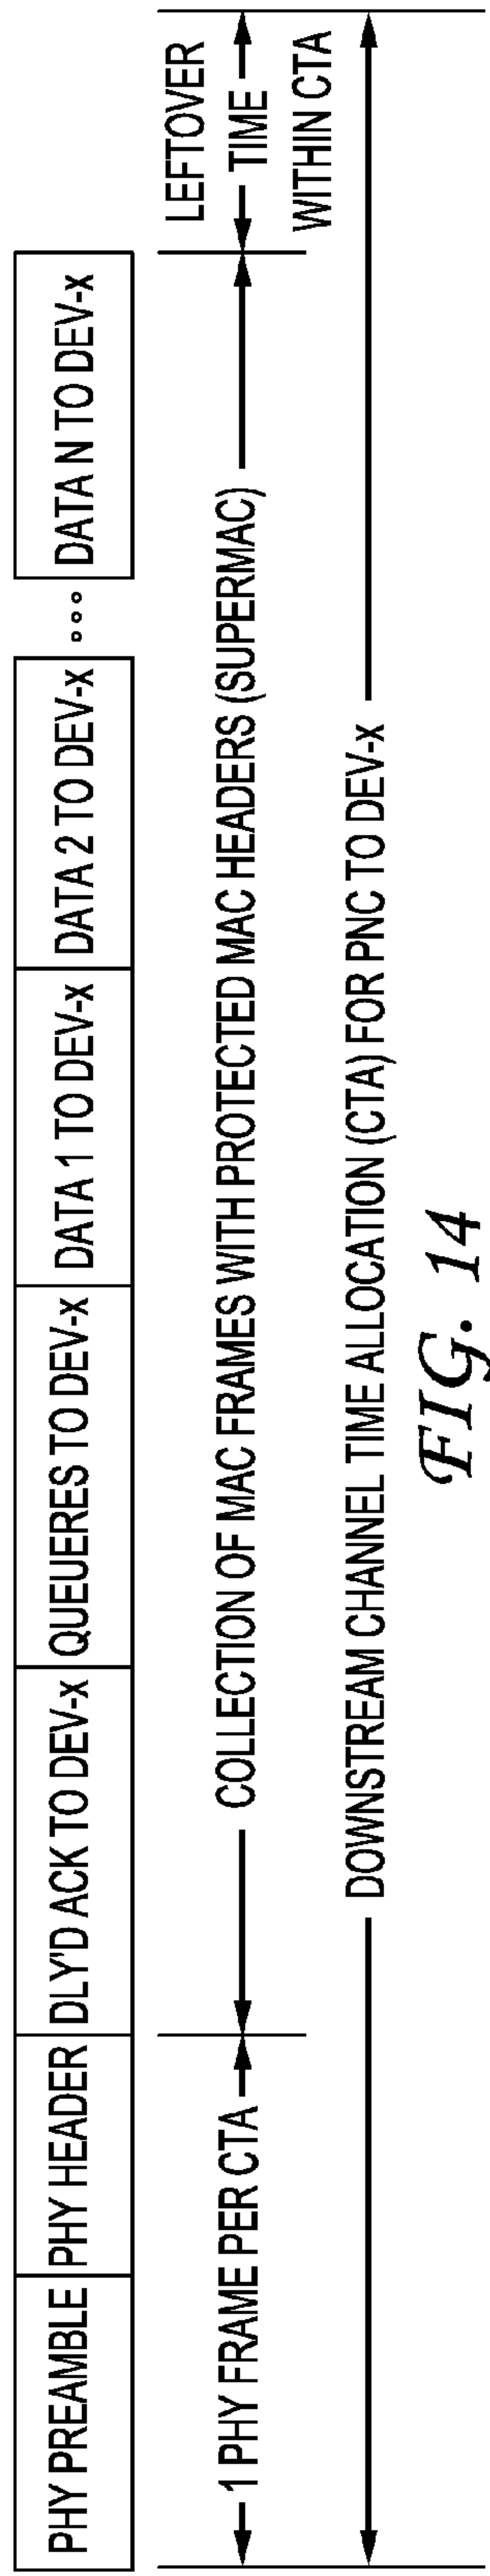 PHY PREAMBLE
PHY HEADER
DLY'D ACK TO DEV-x
QUEUERES TO DEV-x
DATA 1 TO DEV-x
DATA 2 TO DEV-x
DATA N TO DEV-x
1 PHY FRAME PER CTA
COLLECTION OF MAC FRAMES WITH PROTECTED MAC HEADERS (SUPERMAC)
LEFTOVER
TIME
WITHIN CTA
DOWNSTREAM CHANNEL TIME ALLOCATION (CTA) FOR PNC TO DEV-x
FIG. 14